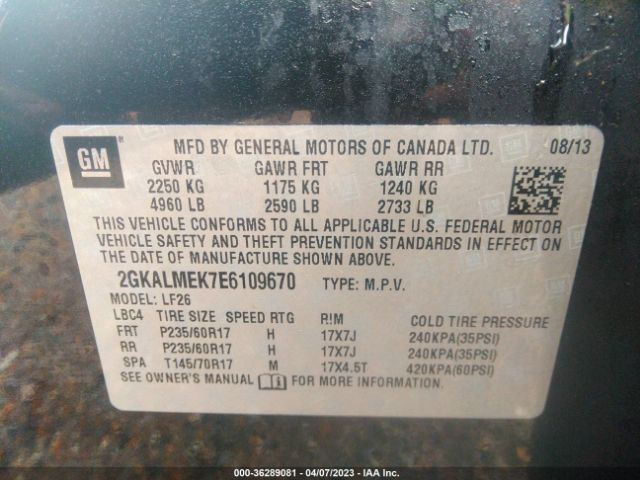 GM
MFD BY GENERAL MOTORS OF CANADA LTD. 08/13
GVWR GAWR FRT GAWR RR
2250 KG 1175 KG 1240 KG
4960 LB 2590 LB 2733 LB
THIS VEHICLE CONFORMS TO ALL APPLICABLE U.S. FEDERAL MOTOR
VEHICLE SAFETY AND THEFT PREVENTION STANDARDS IN EFFECT ON
THE DATE OF MANUFACTURE SHOWN ABOVE.
2GKALMEK7E6109670 TYPE: M.P.V.
MODEL: LF26
LBC4 TIRE SIZE SPEED RTG RIM COLD TIRE PRESSURE
FRT P235/60R17 H 17X7J 240KPA(35PSI)
RR P235/60R17 H 17X7J 240KPA(35PSI)
SPA T145/70R17 M 17X4.5T 420KPA(60PSI)
SEE OWNER'S MANUAL FOR MORE INFORMATION
000-36289081 - 04/07/2023 - IAA Inc.